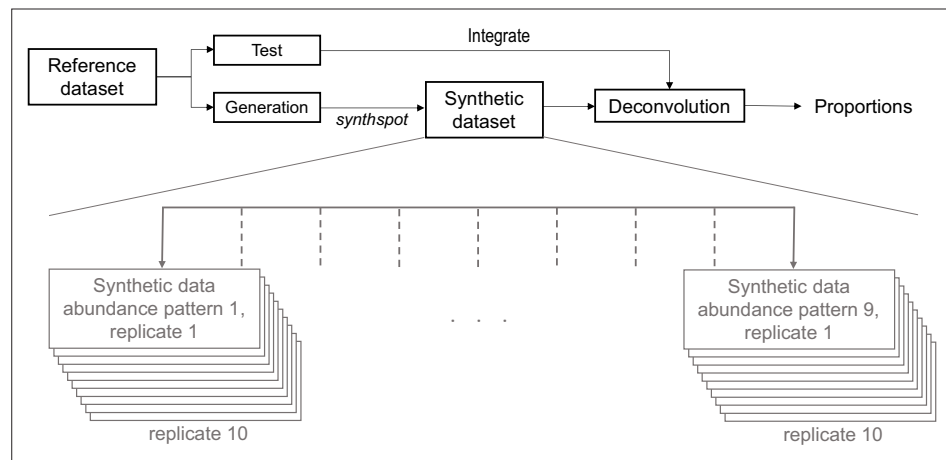 Reference
dataset
Test
Generation
Integrate
synthspot
Synthetic
dataset
Deconvolution
Proportions
Synthetic data
abundance pattern 1,
replicate 1
replicate 10
. . .
Synthetic data
abundance pattern 9,
replicate 1
replicate 10